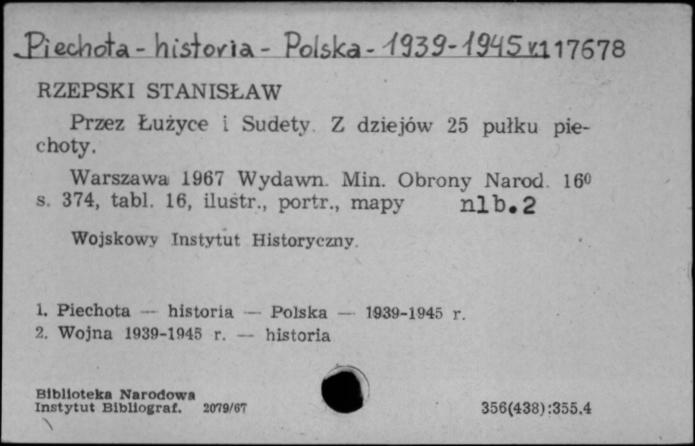 Piechota - historia - Polska - 1939-1945 r. 117678
RZEPSKI STANISŁAW
Przez Łużyce i Sudety. Z dziejów 25 pułku pie-
choty.
Warszawa 1967 Wydawn. Min. Obrony Narod. 16⁰
s. 374, tabl. 16, ilustr., portr., mapy nlb.2
Wojskowy Instytut Historyczny.
1. Piechota — historia — Polska — 1939-1945 r.
2. Wojna 1939-1945 r. — historia
Biblioteka Narodowa
Instytut Bibliograf. 2079/67 356(438):355.4